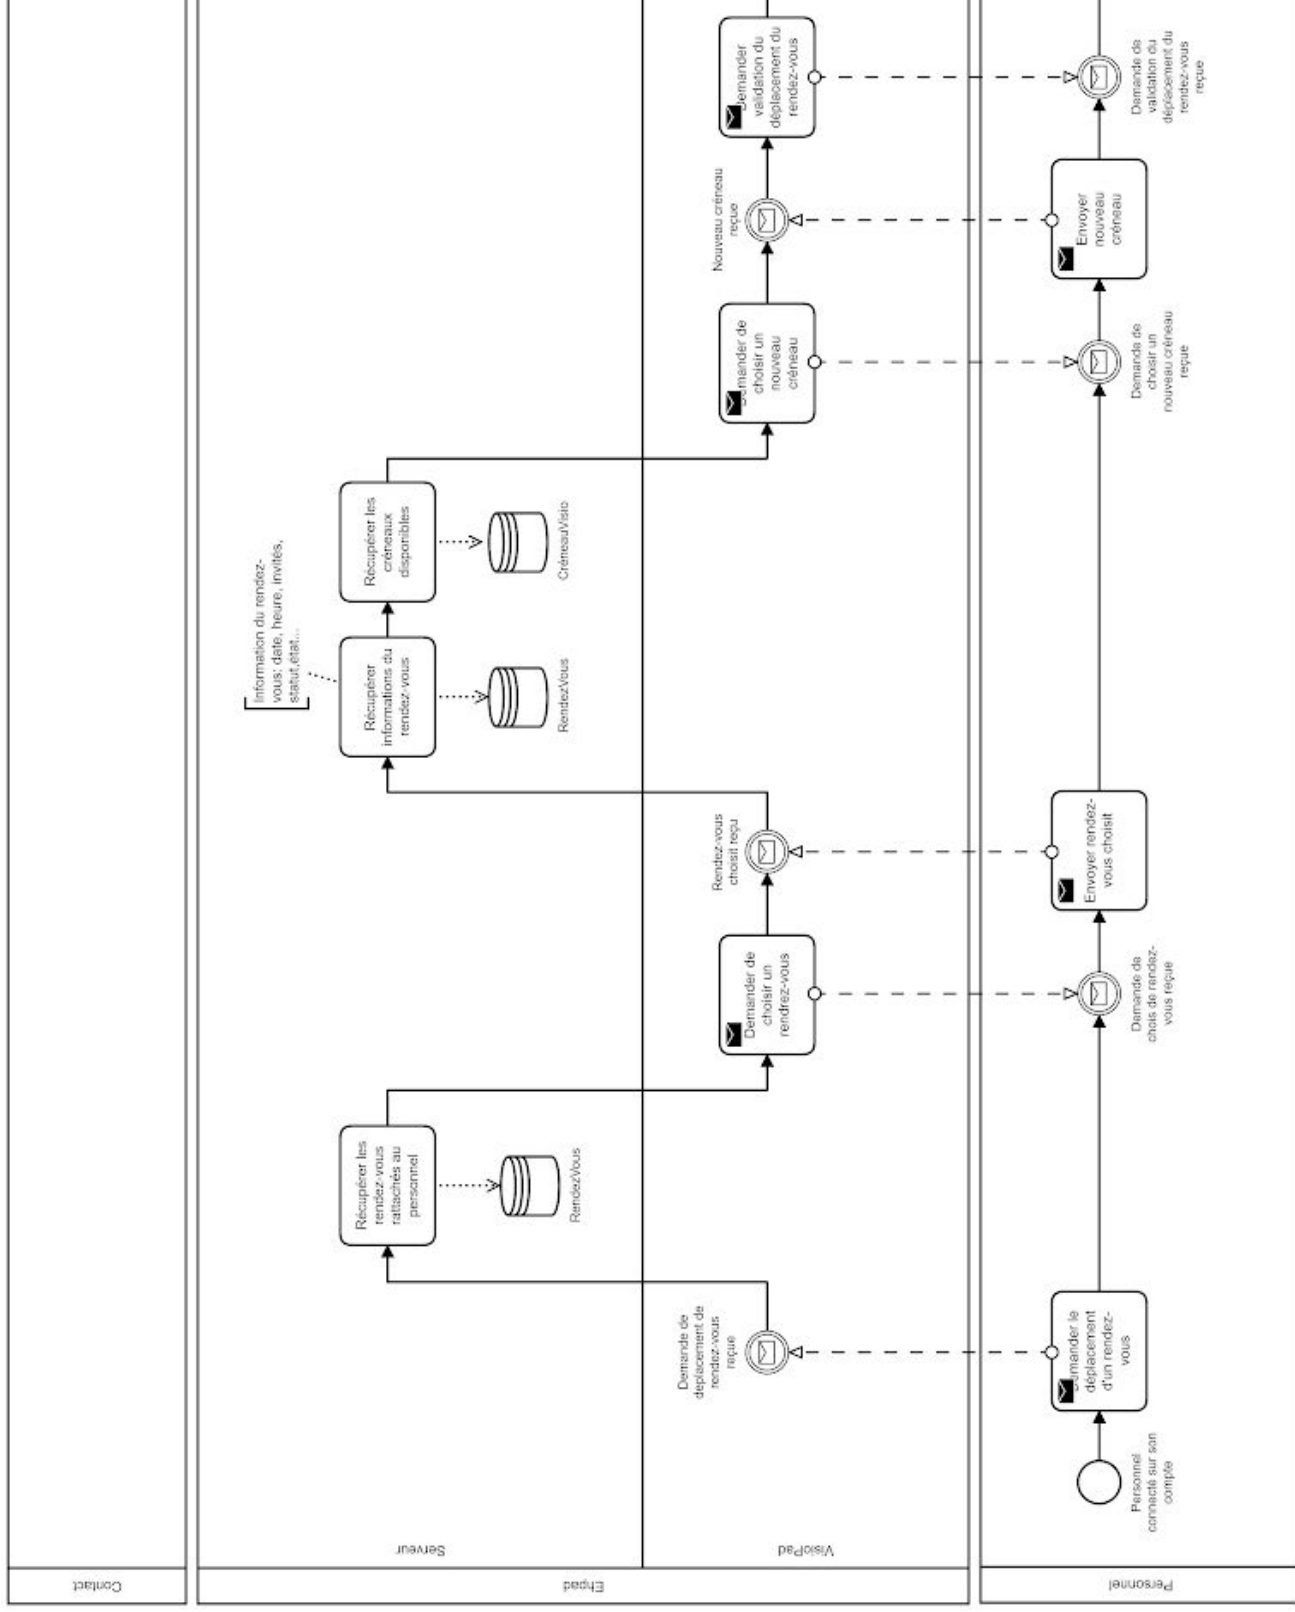 Contact
Ehpad
Serveur
VisioPad
Personnel
Information du rendez-
vous: date, heure, invités,
statut,état...
Récupérer les
rendez-vous
rattachés au
personnel
RendezVous
Récupérer
informations du
rendez-vous
RendezVous
Récupérer les
créneaux
disponibles
CréneauVisio
Demande de
déplacement de
rendez-vous
reçue
Demander de
choisir un
rendrez-vous
Rendez-vous
choisit reçu
Demander de
choisir un
nouveau
créneau
Nouveau créneau
reçue
Demander
validation du
déplacement du
rendez-vous
Personnel
connecté sur son
compte
Demander le
déplacement
d'un rendez-
vous
Demande de
chois de rendez-
vous reçue
Envoyer rendez-
vous choisit
Demande de
choisir un
nouveau créneau
reçue
Envoyer
nouveau
créneau
Demande de
validation du
déplacement du
rendez-vous
reçue